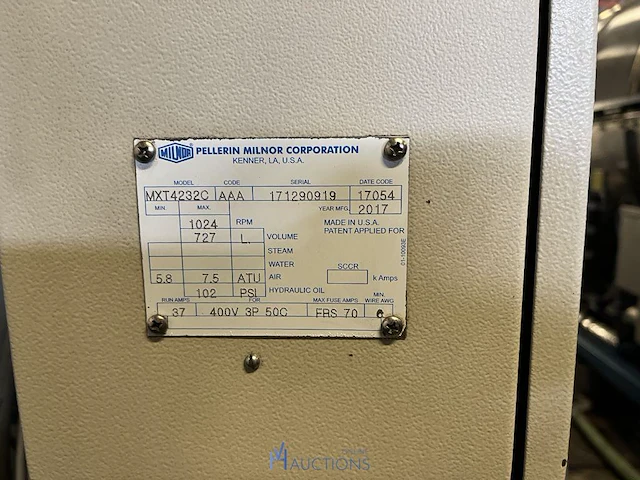 MILNOR PELLERIN MILNOR CORPORATION
KENNER, LA, U.S.A.
MODEL CODE SERIAL DATE CODE
MXT4232C AAA 171290919 17054
MIN. MAX. YEAR MFG. 2017
1024 RPM MADE IN U.S.A.
727 L. VOLUME PATENT APPLIED FOR
STEAM
WATER SCCR
5.8 7.5 ATU AIR k Amps
102 PSI HYDRAULIC OIL
RUN AMPS FOR MAX FUSE AMPS MIN. WIRE AWG
37 400V 3P 50C FRS 70
AUCTIONS